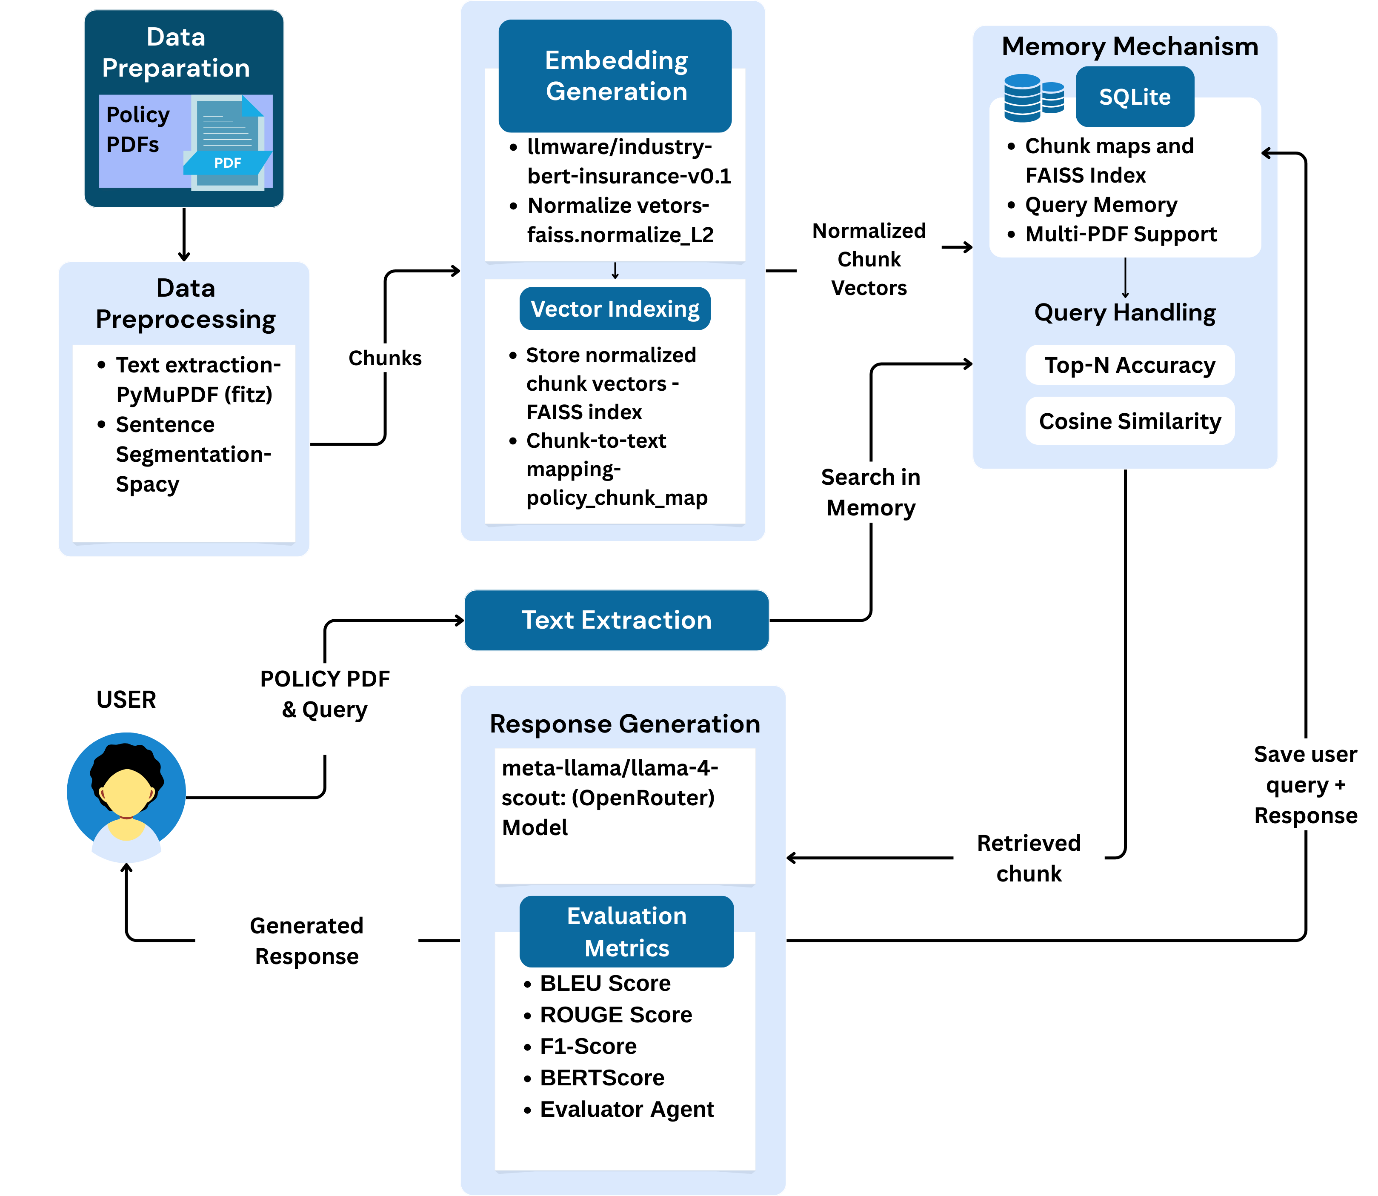 Data
Preparation
Policy
PDFs
PDF
Data
Preprocessing
Text extraction-
PyMuPDF (fitz)
Sentence
Segmentation-
Spacy
Chunks
Embedding
Generation
llmware/industry-
bert-insurance-v0.1
Normalize vetors-
faiss.normalize_L2
Vector Indexing
Store normalized
chunk vectors -
FAISS index
Chunk-to-text
mapping-
policy_chunk_map
Normalized
Chunk
Vectors
Memory Mechanism
SQLite
Chunk maps and
FAISS Index
Query Memory
Multi-PDF Support
Query Handling
Top-N Accuracy
Cosine Similarity
Search in
Memory
Text Extraction
POLICY PDF
& Query
USER
Response Generation
meta-llama/llama-4-
scout: (OpenRouter)
Model
Evaluation
Metrics
BLEU Score
ROUGE Score
F1-Score
BERTScore
Evaluator Agent
Generated
Response
Retrieved
chunk
Save user
query +
Response